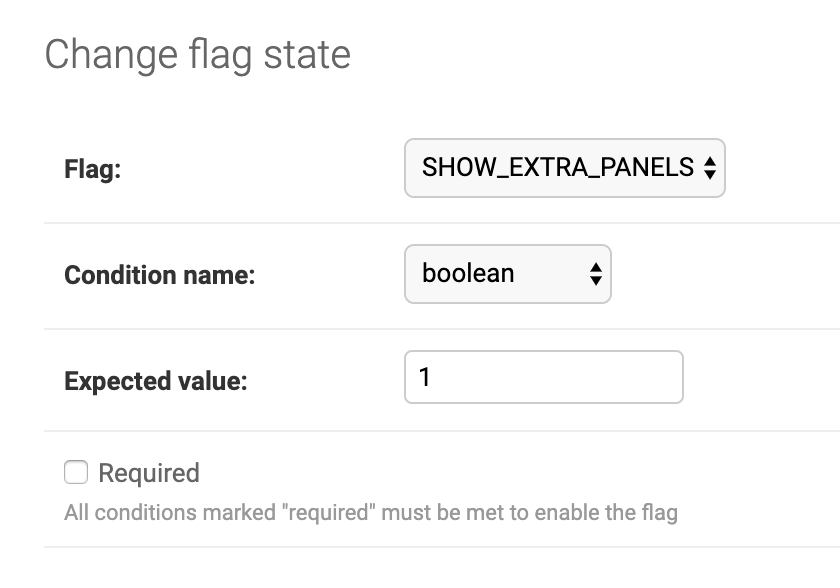 Change flag state
Flag: SHOW_EXTRA_PANELS
Condition name: boolean
Expected value: 1
Required
All conditions marked "required" must be met to enable the flag